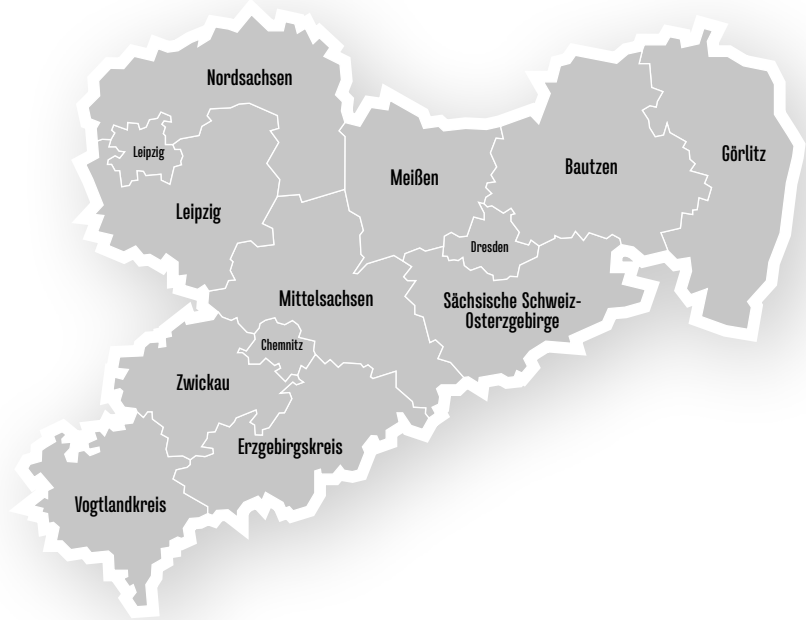 Nordsachsen
Leipzig
Görlitz
Bautzen
Meißen
Leipzig
Dresden
Mittelsachsen
Sächsische Schweiz-
Osterzgebirge
Chemnitz
Zwickau
Erzgebirgskreis
Vogtlandkreis